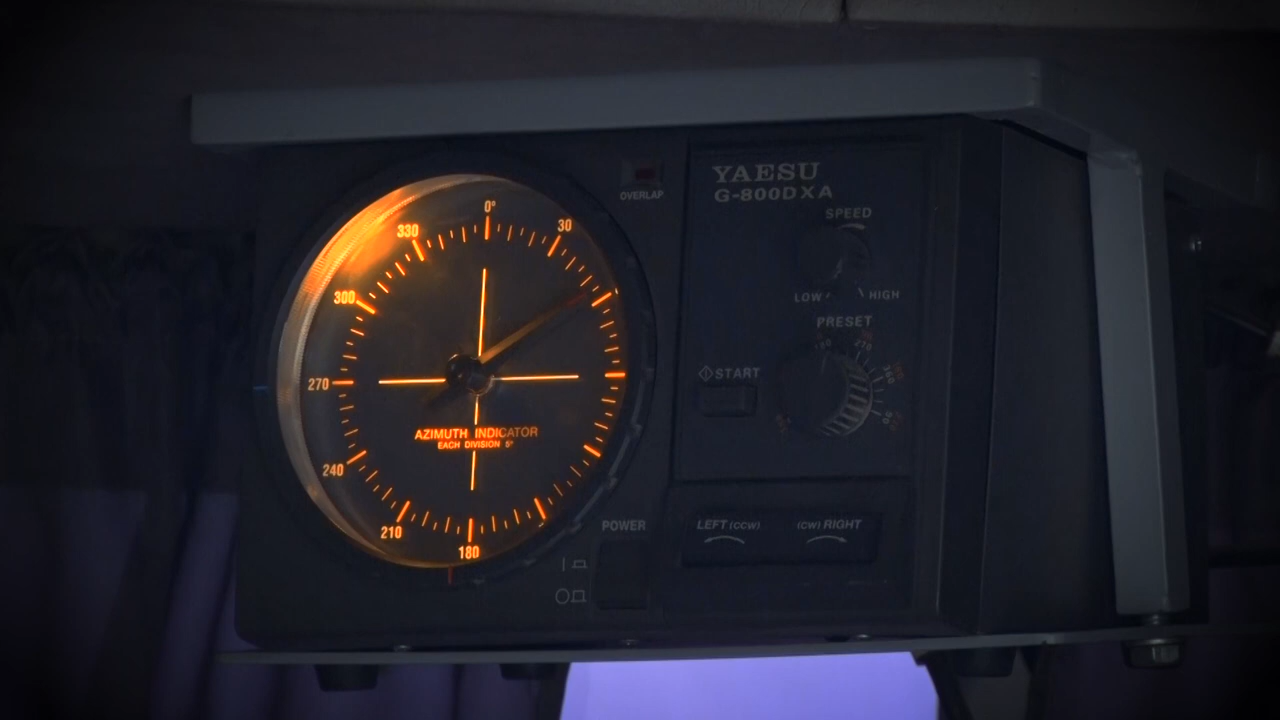 0°
30
330
300
270
240
210
180
AZIMUTH INDICATOR
EACH DIVISION 5°
OVERLAP
YAESU
G-800DXA
SPEED
LOW HIGH
PRESET
270
START
POWER
LEFT (CCW) (CW) RIGHT